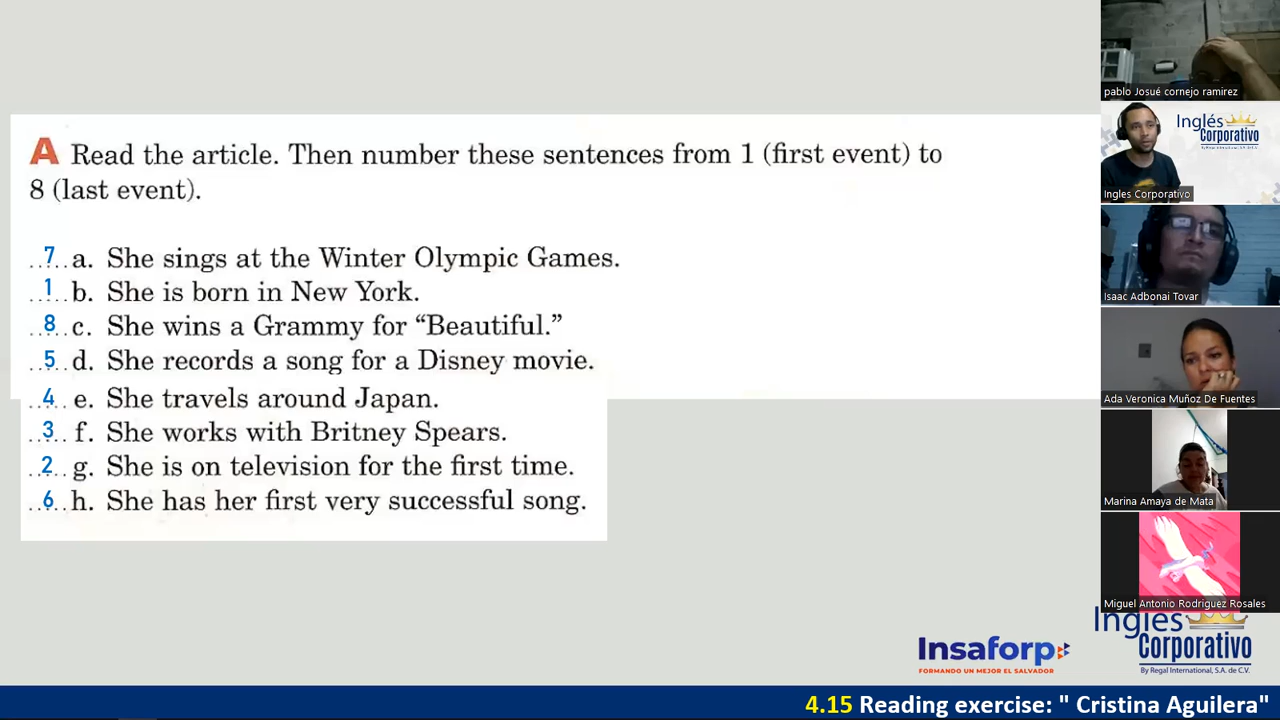 A Read the article. Then number these sentences from 1 (first event) to
8 (last event).
..7.. a. She sings at the Winter Olympic Games.
..1.. b. She is born in New York.
..8.. c. She wins a Grammy for “Beautiful.”
..5.. d. She records a song for a Disney movie.
..4.. e. She travels around Japan.
..3.. f. She works with Britney Spears.
..2.. g. She is on television for the first time.
..6.. h. She has her first very successful song.
pablo Josué cornejo ramirez
Inglés
Corporativo
By Regal International, S.A. de C.V.
Ingles Corporativo
Isaac Adbonai Tovar
Ada Veronica Muñoz De Fuentes
Marina Amaya de Mata
Miguel Antonio Rodriguez Rosales
Insaforp
FORMANDO UN MEJOR EL SALVADOR
Inglés
Corporativo
By Regal International, S.A. de C.V.
4.15 Reading exercise: " Cristina Aguilera"